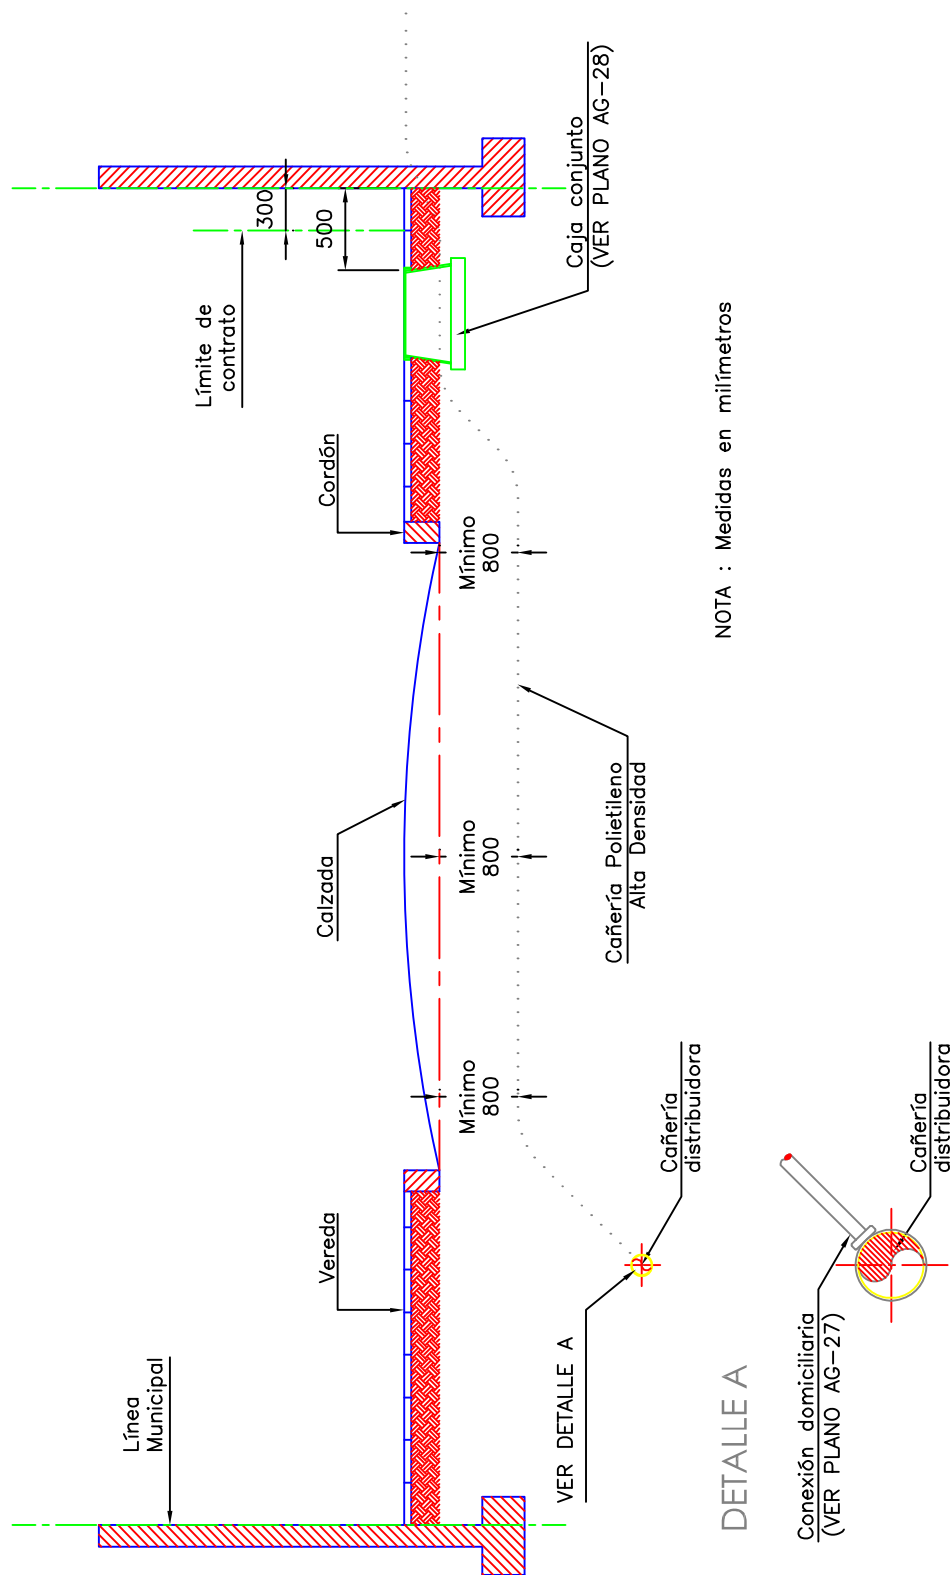 Línea
Municipal
Vereda
Calzada
Cordón
Límite de
contrato
300
500
Mínimo
800
Mínimo
800
Mínimo
800
Caja conjunto
(VER PLANO AG-28)
Cañería Polietileno
Alta Densidad
Cañería
distribuidora
VER DETALLE A
NOTA : Medidas en milímetros
DETALLE A
Conexión domiciliaria
(VER PLANO AG-27)
Cañería
distribuidora